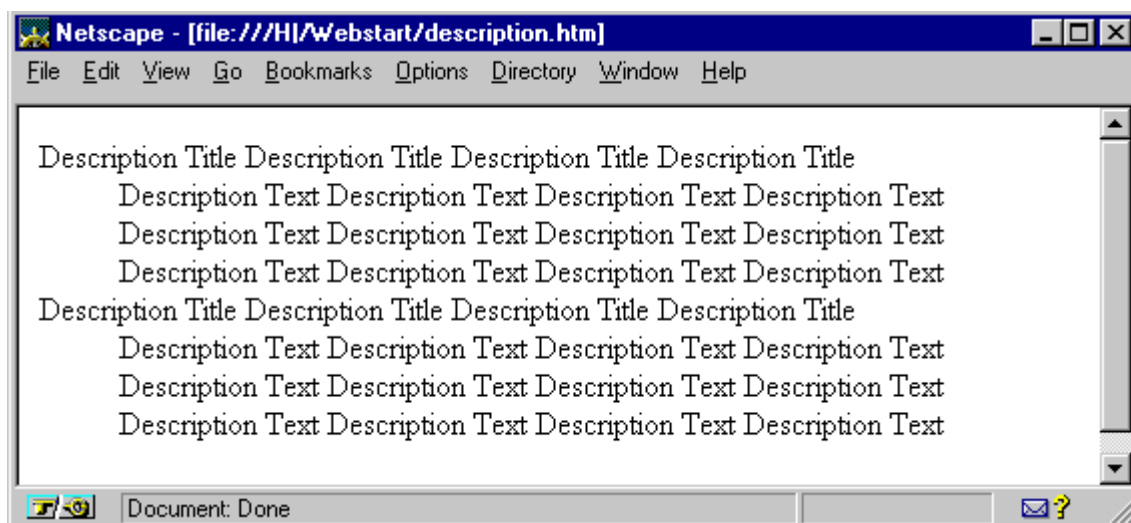 Netscape - [file:///H|/Webstart/description.htm]
File Edit View Go Bookmarks Options Directory Window Help
Description Title Description Title Description Title Description Title
Description Text Description Text Description Text Description Text
Description Text Description Text Description Text Description Text
Description Text Description Text Description Text Description Text
Description Title Description Title Description Title Description Title
Description Text Description Text Description Text Description Text
Description Text Description Text Description Text Description Text
Description Text Description Text Description Text Description Text
Document: Done